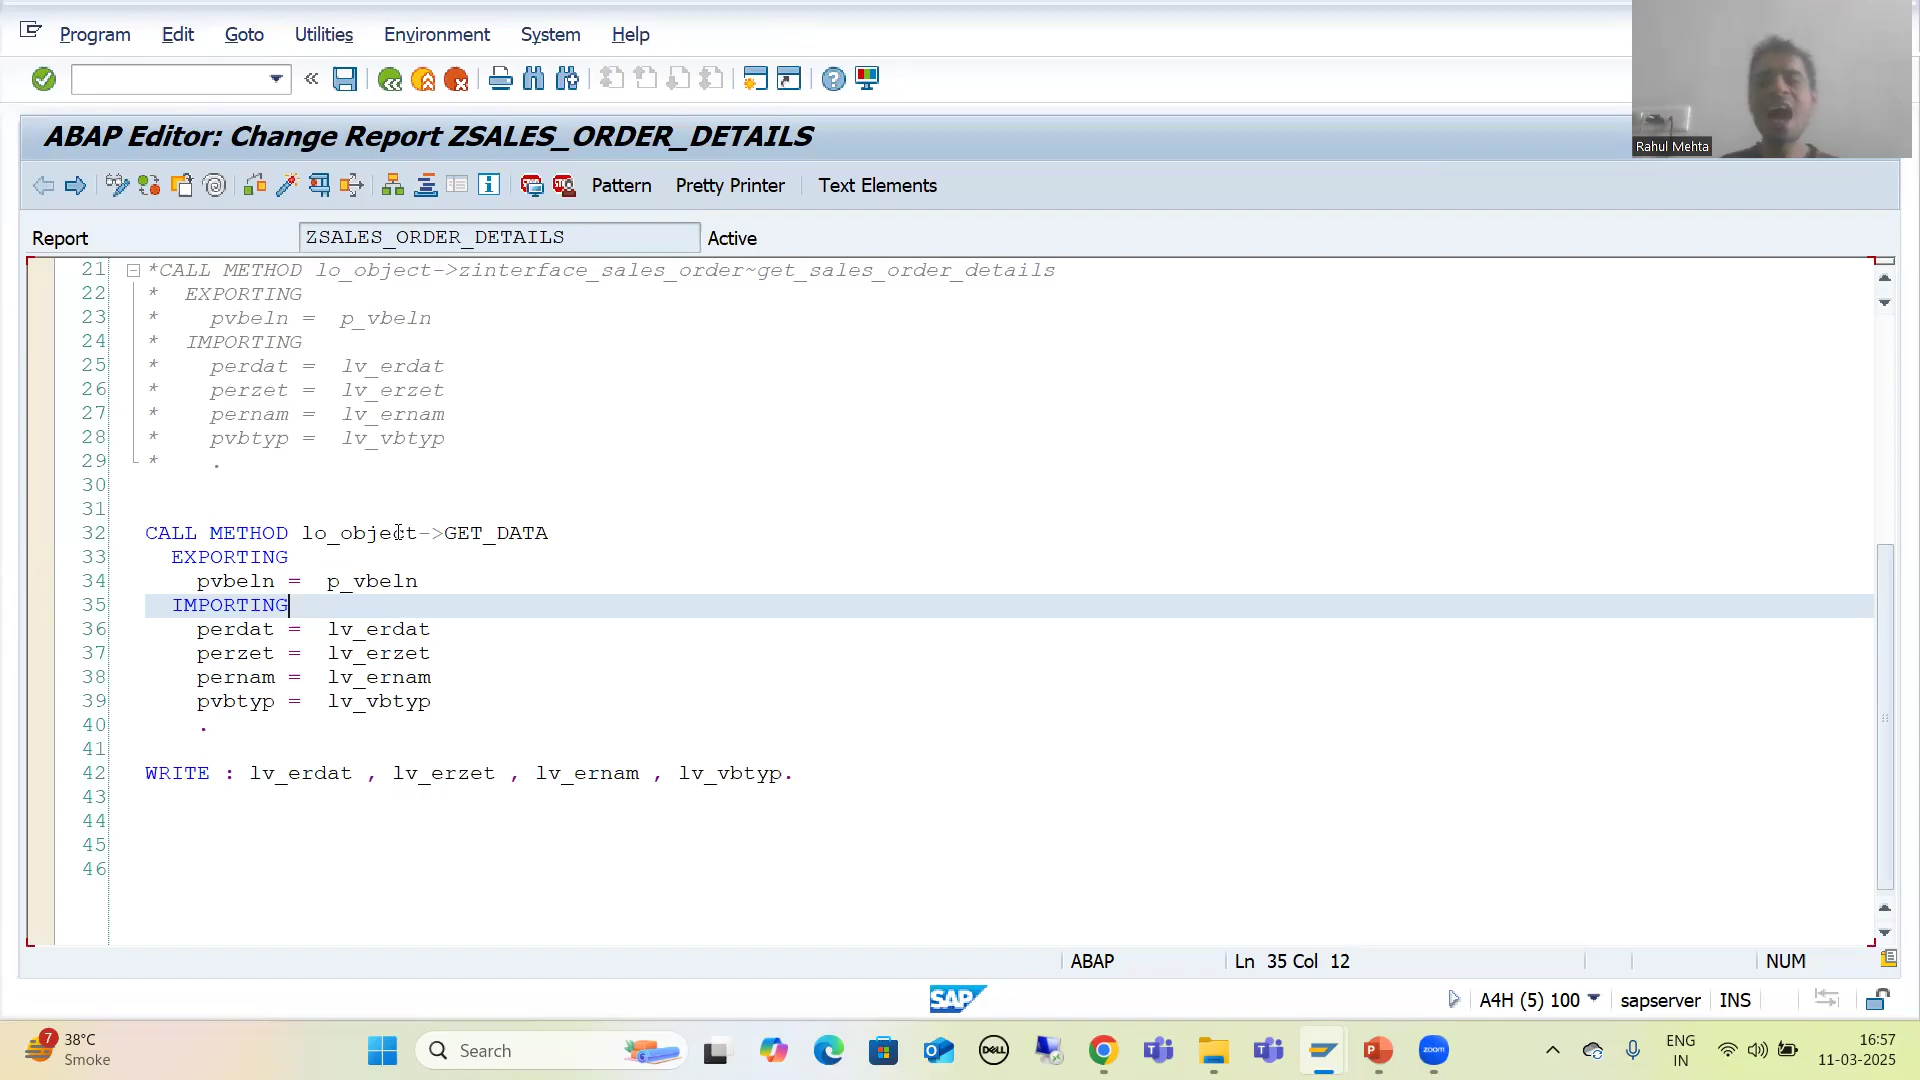 Program Edit Goto Utilities Environment System Help
Rahul Mehta
ABAP Editor: Change Report ZSALES_ORDER_DETAILS
Pattern Pretty Printer Text Elements
Report ZSALES_ORDER_DETAILS Active
21 *CALL METHOD lo_object->zinterface_sales_order~get_sales_order_details
22 * EXPORTING
23 * pvbeln = p_vbeln
24 * IMPORTING
25 * perdat = lv_erdat
26 * perzet = lv_erzet
27 * pernam = lv_ernam
28 * pvbtyp = lv_vbtyp
29 * .
30
31
32 CALL METHOD lo_object->GET_DATA
33 EXPORTING
34 pvbeln = p_vbeln
35 IMPORTING
36 perdat = lv_erdat
37 perzet = lv_erzet
38 pernam = lv_ernam
39 pvbtyp = lv_vbtyp
40 .
41
42 WRITE : lv_erdat , lv_erzet , lv_ernam , lv_vbtyp.
43
44
45
46
ABAP Ln 35 Col 12 NUM
SAP A4H (5) 100 sapserver INS
7 38°C
Smoke
Search
DELL
zoom
ENG
IN
16:57
11-03-2025